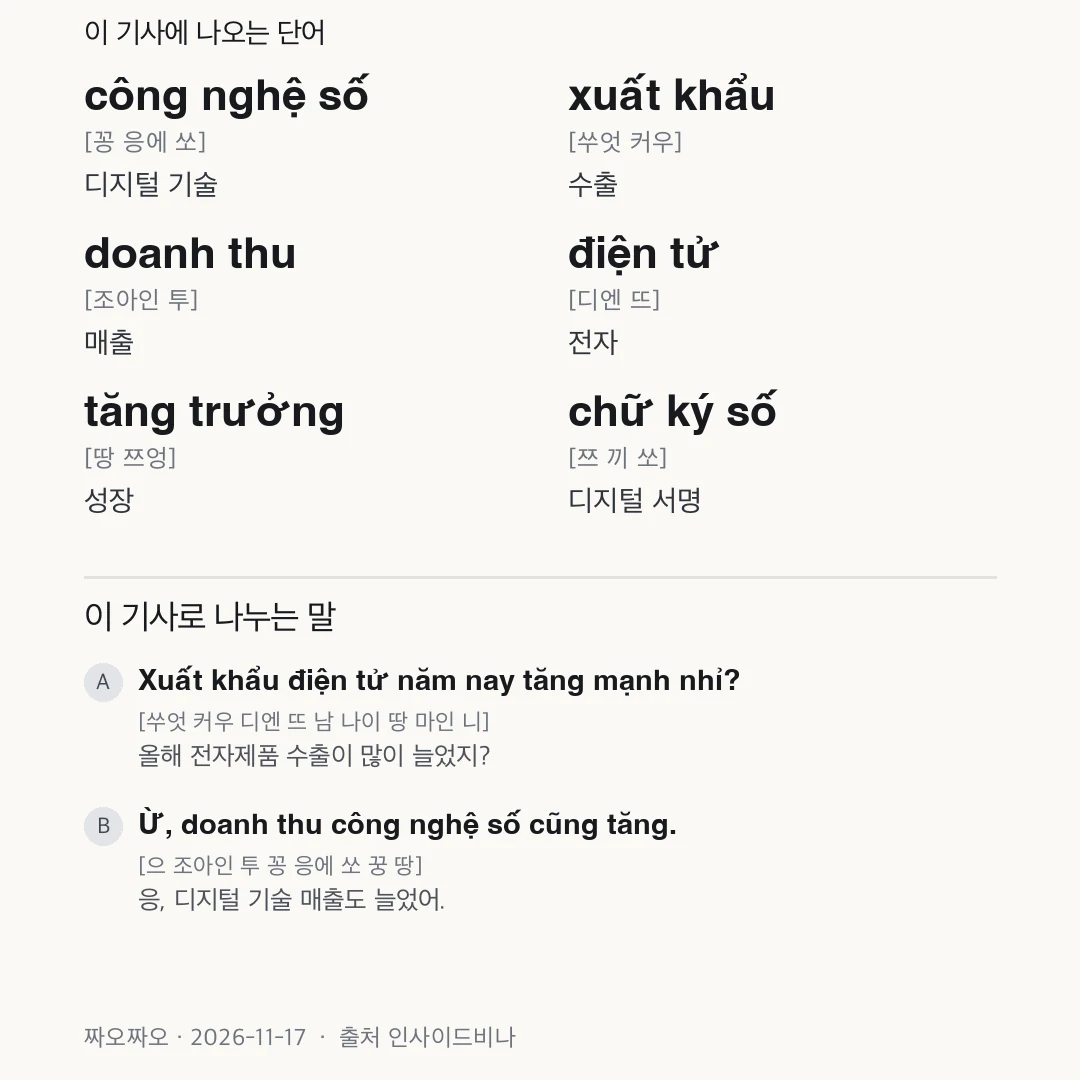 이 기사에 나오는 단어
công nghệ số
[꽁 응에 쏘]
디지털 기술
xuất khẩu
[쑤엇 커우]
수출
doanh thu
[조아인 투]
매출
điện tử
[디엔 뜨]
전자
tăng trưởng
[땅 쯔엉]
성장
chữ ký số
[쯔 끼 쏘]
디지털 서명
이 기사로 나누는 말
A Xuất khẩu điện tử năm nay tăng mạnh nhỉ?
[쑤엇 커우 디엔 뜨 남 나이 땅 마인 니]
올해 전자제품 수출이 많이 늘었지?
B Ừ, doanh thu công nghệ số cũng tăng.
[으 조아인 투 꽁 응에 쏘 꿍 땅]
응, 디지털 기술 매출도 늘었어.
짜오짜오 · 2026-11-17 · 출처 인사이드비나